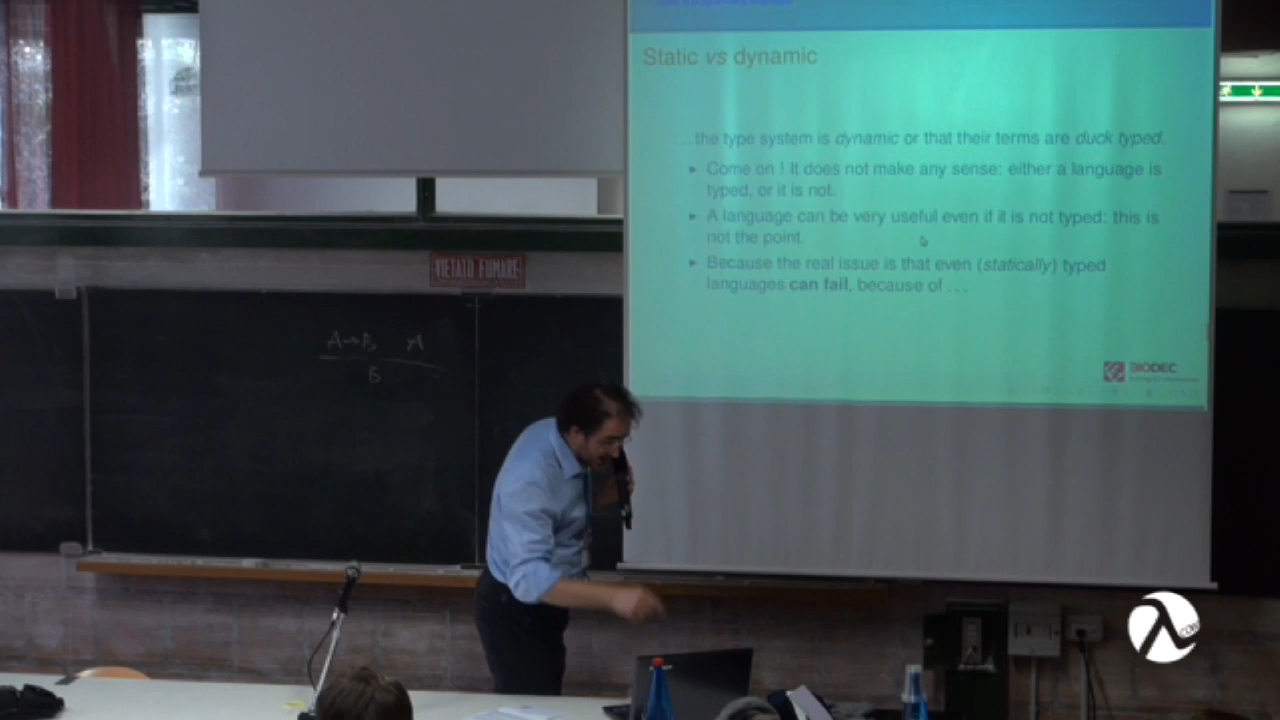 Static vs dynamic
...the type system is dynamic or that their terms are duck typed.
▸ Come on ! It does not make any sense: either a language is
typed, or it is not.
▸ A language can be very useful even if it is not typed: this is
not the point.
▸ Because the real issue is that even (statically) typed
languages can fail, because of ...
BIODEC
VIETATO FUMARE
A→B A
B
λ
COM